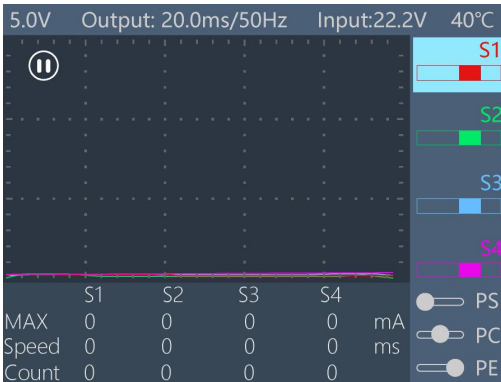 5.0V Output: 20.0ms/50Hz Input:22.2V 40°C
S1
S2
S3
S4
S1 S2 S3 S4
MAX 0 0 0 0 mA
Speed 0 0 0 0 ms
Count 0 0 0 0
PS
PC
PE